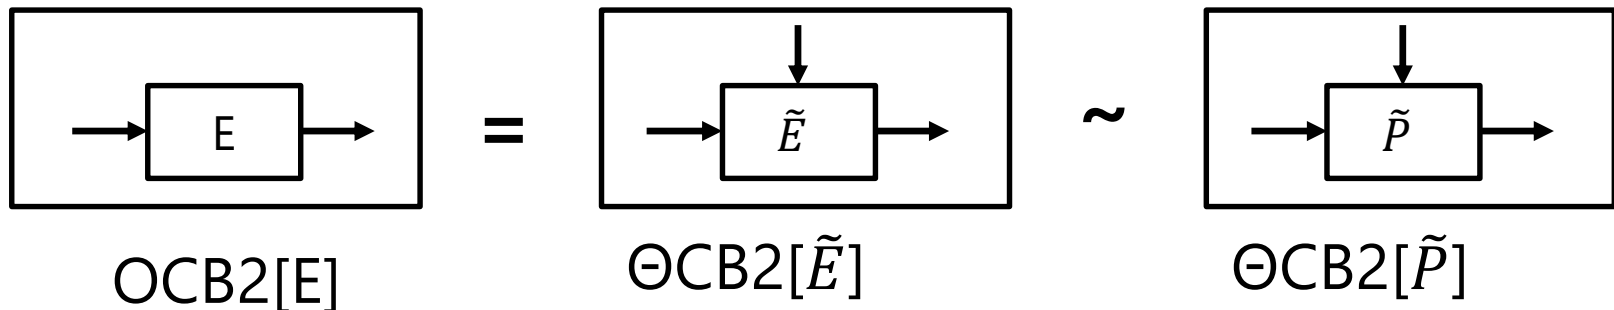 E = Ẽ ~ P̃
OCB2[E] ΘCB2[Ẽ] ΘCB2[P̃]